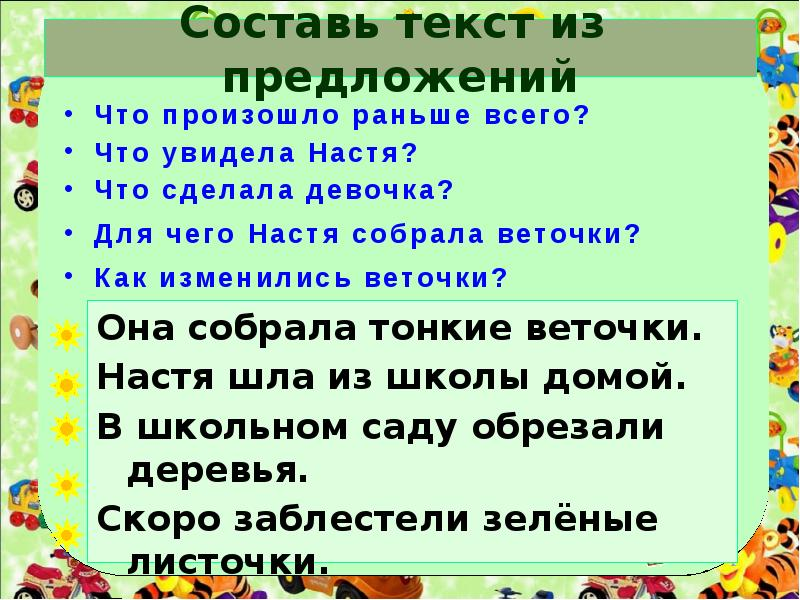 Составь текст из
предложений
• Что произошло раньше всего?
• Что увидела Настя?
• Что сделала девочка?
• Для чего Настя собрала веточки?
• Как изменились веточки?
Она собрала тонкие веточки.
Настя шла из школы домой.
В школьном саду обрезали
деревья.
Скоро заблестели зелёные
листочки.